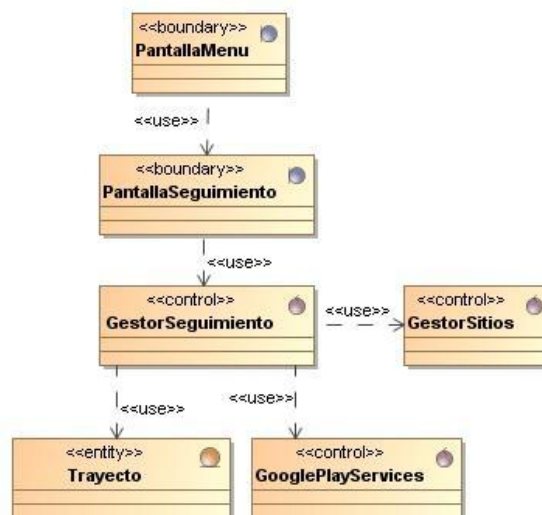 <<boundary>>
PantallaMenu
<<use>>
<<boundary>>
PantallaSeguimiento
<<use>>
<<control>>
GestorSeguimiento
<<use>>
<<control>>
GestorSitios
<<use>>
<<use>>
<<entity>>
Trayecto
<<control>>
GooglePlayServices